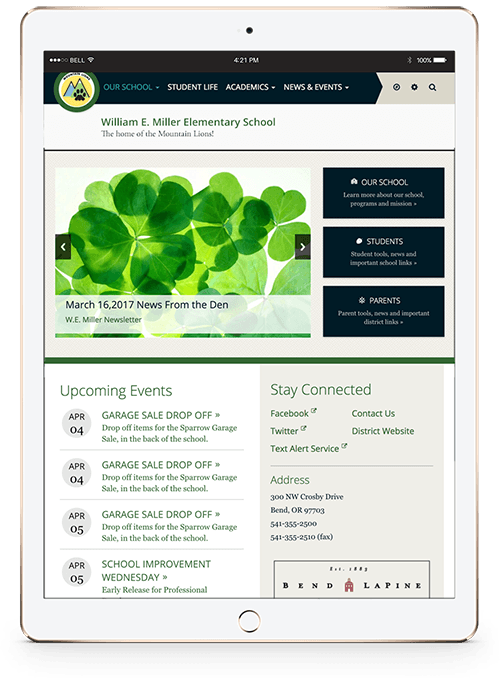 BELL
4:21 PM
100%
OUR SCHOOL
STUDENT LIFE
ACADEMICS
NEWS & EVENTS
William E. Miller Elementary School
The home of the Mountain Lions!
March 16,2017 News From the Den
W.E. Miller Newsletter
OUR SCHOOL
Learn more about our school,
programs and mission »
STUDENTS
Student tools, news and
important school links »
PARENTS
Parent tools, news and important
district links »
Upcoming Events
APR
04
GARAGE SALE DROP OFF »
Drop off items for the Sparrow Garage
Sale, in the back of the school.
APR
04
GARAGE SALE DROP OFF »
Drop off items for the Sparrow Garage
Sale, in the back of the school.
APR
05
GARAGE SALE DROP OFF »
Drop off items for the Sparrow Garage
Sale, in the back of the school.
APR
05
SCHOOL IMPROVEMENT
WEDNESDAY »
Early Release for Professional
Stay Connected
Facebook
Contact Us
Twitter
District Website
Text Alert Service
Address
300 NW Crosby Drive
Bend, OR 97703
541-355-2500
541-355-2510 (fax)
Est. 1883
BEND LAPINE